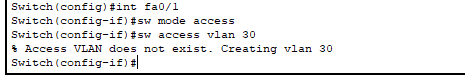 Switch(config)#int fa0/1
Switch(config-if)#sw mode access
Switch(config-if)#sw access vlan 30
% Access VLAN does not exist. Creating vlan 30
Switch(config-if)#